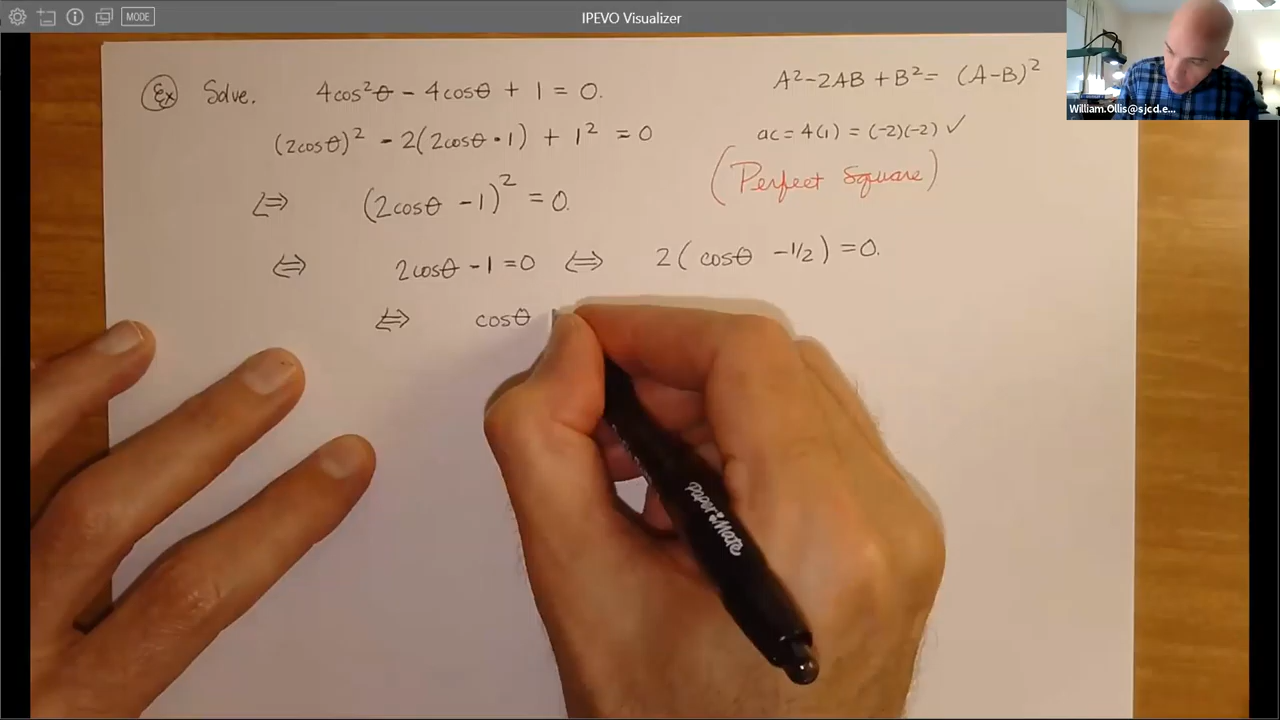 MODE
IPEVO Visualizer
Ex Solve. 4cos²θ - 4cosθ + 1 = 0.
A² - 2AB + B² = (A-B)²
William.Ollis@sjcd.e...
(2cosθ)² - 2(2cosθ·1) + 1² = 0
ac = 4(1) = (-2)(-2) ✓
(Perfect Square)
⇔ (2cosθ - 1)² = 0.
⇔ 2cosθ - 1 = 0 ⇔ 2(cosθ - 1/2) = 0.
⇔ cosθ
Paper Mate